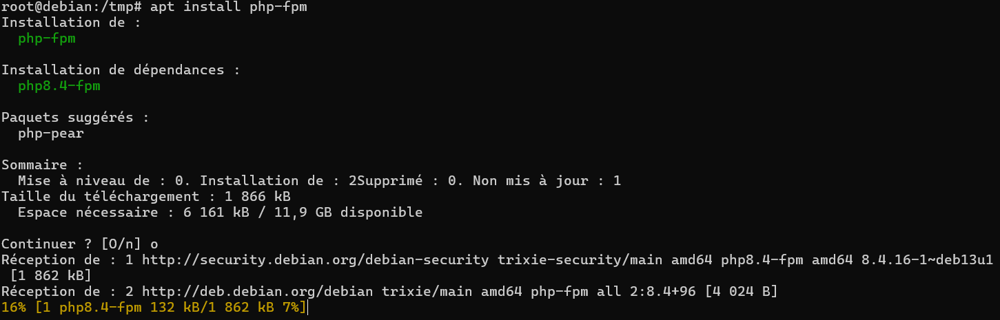 root@debian:/tmp# apt install php-fpm
Installation de :
php-fpm
Installation de dépendances :
php8.4-fpm
Paquets suggérés :
php-pear
Sommaire :
Mise à niveau de : 0. Installation de : 2Supprimé : 0. Non mis à jour : 1
Taille du téléchargement : 1 866 kB
Espace nécessaire : 6 161 kB / 11,9 GB disponible
Continuer ? [O/n] o
Réception de : 1 http://security.debian.org/debian-security trixie-security/main amd64 php8.4-fpm amd64 8.4.16-1~deb13u1
[1 862 kB]
Réception de : 2 http://deb.debian.org/debian trixie/main amd64 php-fpm all 2:8.4+96 [4 024 B]
16% [1 php8.4-fpm 132 kB/1 862 kB 7%]